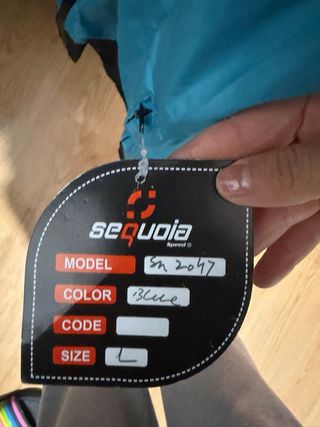 sequoia
Speed ®
MODEL Sn 2047
COLOR Blue
CODE
SIZE L